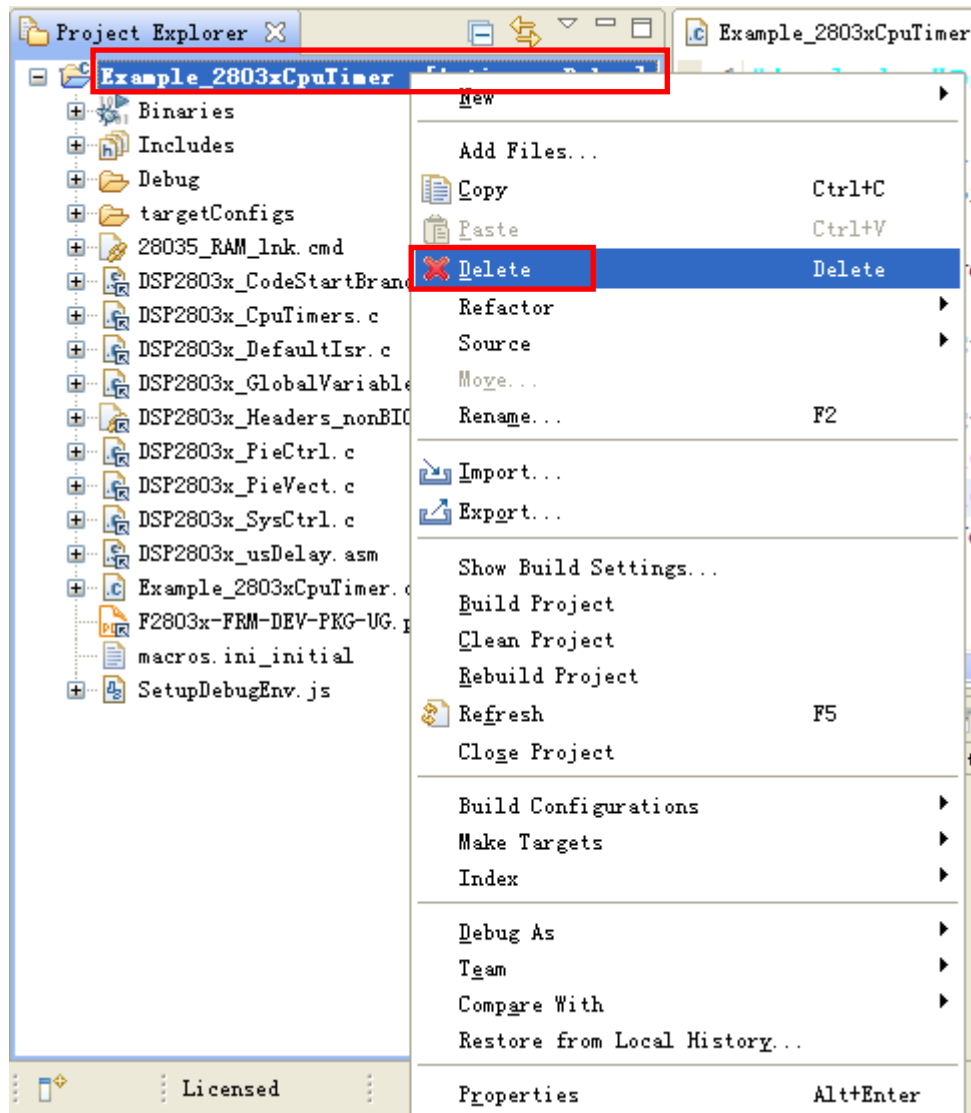 Project Explorer
Example_2803xCpuTimer
Example_2803xCpuTimer
Binaries
Includes
Debug
targetConfigs
28035_RAM_lnk.cmd
DSP2803x_CodeStartBranc
DSP2803x_CpuTimers.c
DSP2803x_DefaultIsr.c
DSP2803x_GlobalVariable
DSP2803x_Headers_nonBIO
DSP2803x_PieCtrl.c
DSP2803x_PieVect.c
DSP2803x_SysCtrl.c
DSP2803x_usDelay.asm
Example_2803xCpuTimer.c
F2803x-FRM-DEV-PKG-UG.p
macros.ini_initial
SetupDebugEnv.js
New
Add Files...
Copy Ctrl+C
Paste Ctrl+V
Delete Delete
Refactor
Source
Move...
Rename... F2
Import...
Export...
Show Build Settings...
Build Project
Clean Project
Rebuild Project
Refresh F5
Close Project
Build Configurations
Make Targets
Index
Debug As
Team
Compare With
Restore from Local History...
Properties Alt+Enter
Licensed